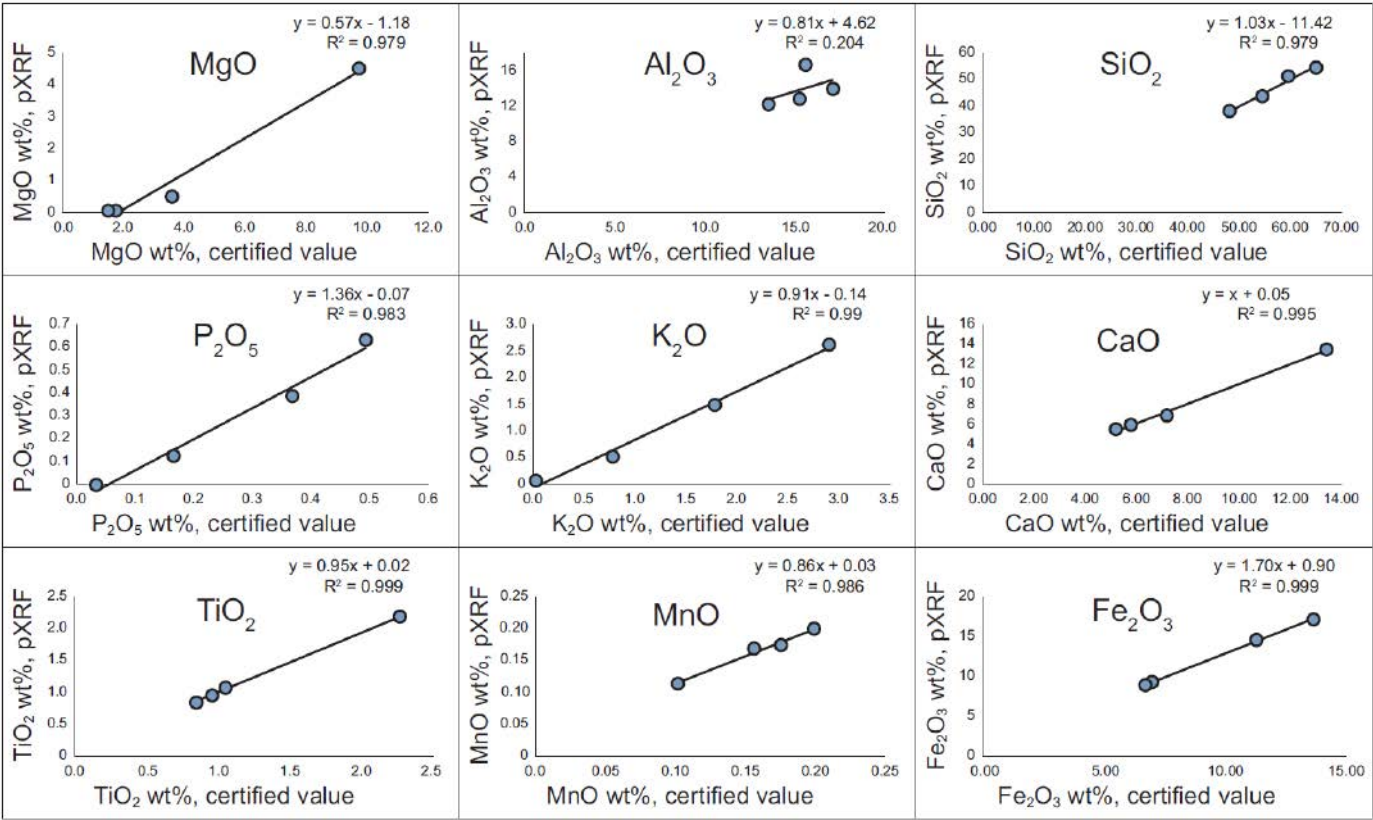 y = 0.57x - 1.18
R² = 0.979
MgO
MgO wt%, pXRF
5
4
3
2
1
0
0.0 2.0 4.0 6.0 8.0 10.0 12.0
MgO wt%, certified value
y = 0.81x + 4.62
R² = 0.204
Al₂O₃
Al₂O₃ wt%, pXRF
16
12
8
4
0
0.0 5.0 10.0 15.0 20.0
Al₂O₃ wt%, certified value
y = 1.03x - 11.42
R² = 0.979
SiO₂
SiO₂ wt%, pXRF
60
50
40
30
20
10
0
0.00 10.00 20.00 30.00 40.00 50.00 60.00 70.00
SiO₂ wt%, certified value
y = 1.36x - 0.07
R² = 0.983
P₂O₅
P₂O₅ wt%, pXRF
0.7
0.6
0.5
0.4
0.3
0.2
0.1
0
0.0 0.1 0.2 0.3 0.4 0.5 0.6
P₂O₅ wt%, certified value
y = 0.91x - 0.14
R² = 0.99
K₂O
K₂O wt%, pXRF
3.0
2.5
2.0
1.5
1.0
0.5
0
0.0 0.5 1.0 1.5 2.0 2.5 3.0 3.5
K₂O wt%, certified value
y = x + 0.05
R² = 0.995
CaO
CaO wt%, pXRF
16
14
12
10
8
6
4
2
0
0.00 2.00 4.00 6.00 8.00 10.00 12.00 14.00
CaO wt%, certified value
y = 0.95x + 0.02
R² = 0.999
TiO₂
TiO₂ wt%, pXRF
2.5
2.0
1.5
1.0
0.5
0
0.0 0.5 1.0 1.5 2.0 2.5
TiO₂ wt%, certified value
y = 0.86x + 0.03
R² = 0.986
MnO
MnO wt%, pXRF
0.25
0.20
0.15
0.10
0.05
0
0.0 0.05 0.10 0.15 0.20 0.25
MnO wt%, certified value
y = 1.70x + 0.90
R² = 0.999
Fe₂O₃
Fe₂O₃ wt%, pXRF
20
15
10
5
0
0.00 5.00 10.00 15.00
Fe₂O₃ wt%, certified value